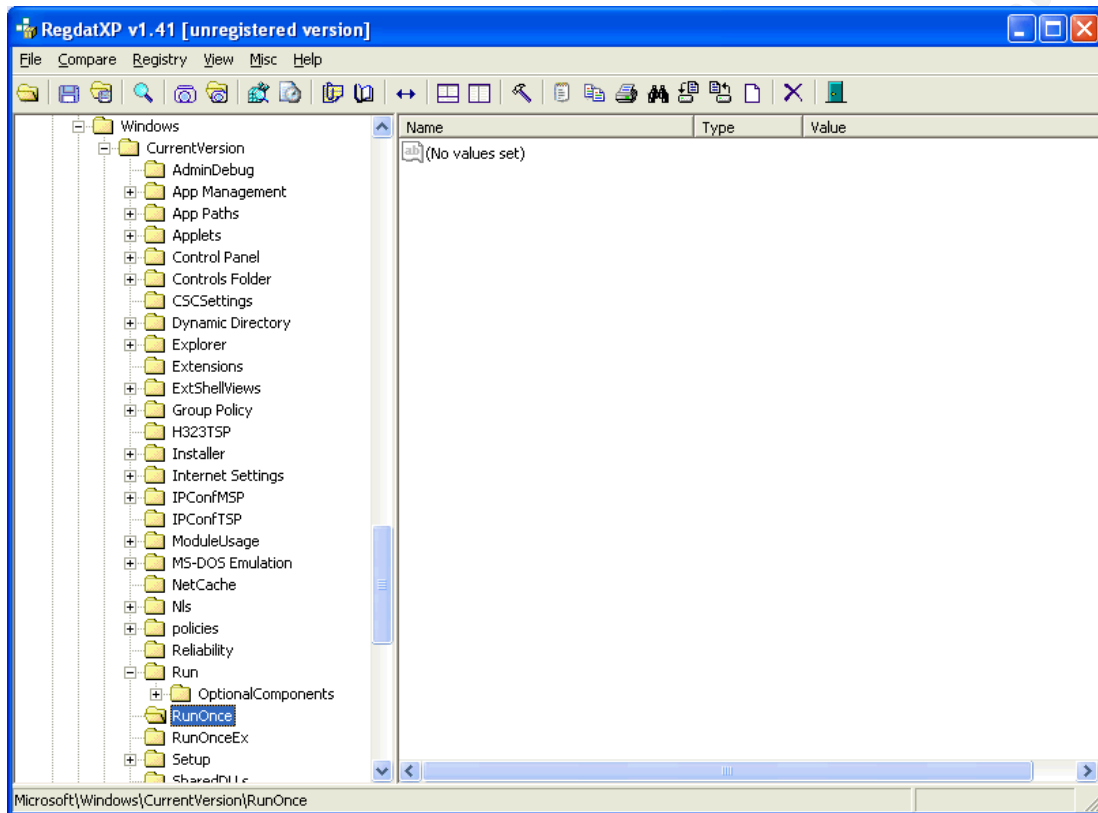 RegdatXP v1.41 [unregistered version]
File Compare Registry View Misc Help
Windows
CurrentVersion
AdminDebug
App Management
App Paths
Applets
Control Panel
Controls Folder
CSCSettings
Dynamic Directory
Explorer
Extensions
ExtShellViews
Group Policy
H323TSP
Installer
Internet Settings
IPConfMSP
IPConfTSP
ModuleUsage
MS-DOS Emulation
NetCache
Nls
policies
Reliability
Run
OptionalComponents
RunOnce
RunOnceEx
Setup
SharedDLLs
Name Type Value
ab (No values set)
Microsoft\Windows\CurrentVersion\RunOnce